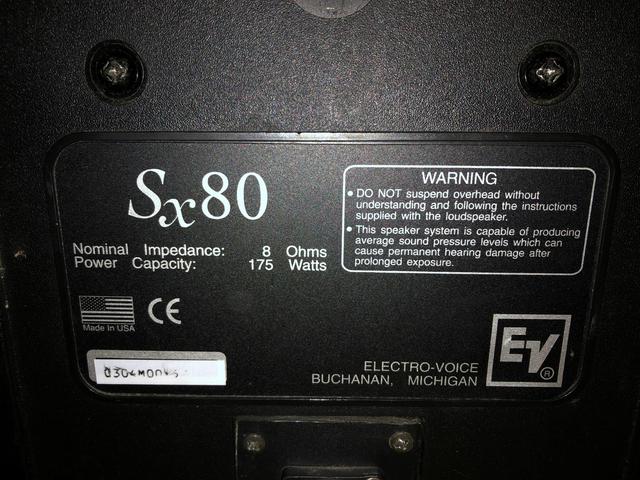 Sx80
Nominal Impedance: 8 Ohms
Power Capacity: 175 Watts
Made In USA
CE
WARNING
• DO NOT suspend overhead without
understanding and following the instructions
supplied with the loudspeaker.
• This speaker system is capable of producing
average sound pressure levels which can
cause permanent hearing damage after
prolonged exposure.
ELECTRO-VOICE
BUCHANAN, MICHIGAN
EV®